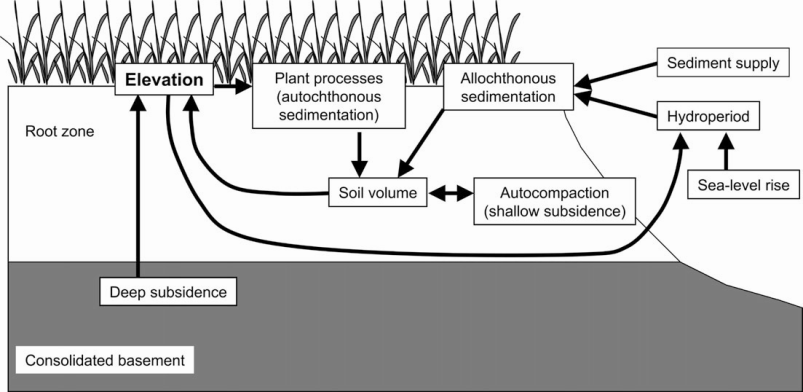 Elevation
Plant processes
(autochthonous
sedimentation)
Allochthonous
sedimentation
Sediment supply
Hydroperiod
Root zone
Sea-level rise
Soil volume
Autocompaction
(shallow subsidence)
Deep subsidence
Consolidated basement